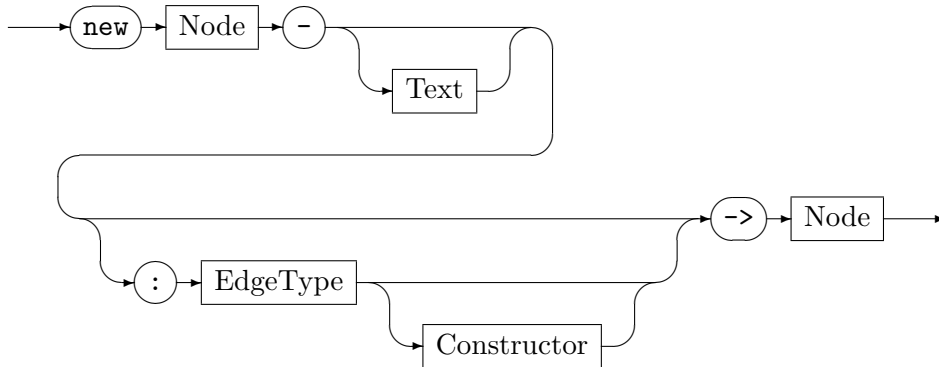 new Node -
Text
-> Node
: EdgeType
Constructor